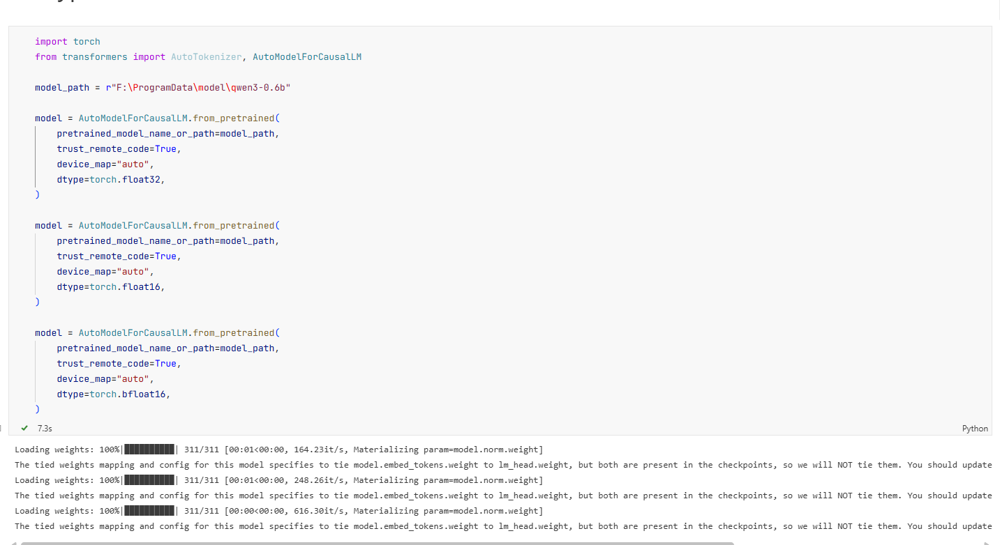 import torch
from transformers import AutoTokenizer, AutoModelForCausalLM
model_path = r"F:\ProgramData\model\qwen3-0.6b"
model = AutoModelForCausalLM.from_pretrained(
    pretrained_model_name_or_path=model_path,
    trust_remote_code=True,
    device_map="auto",
    dtype=torch.float32,
)
model = AutoModelForCausalLM.from_pretrained(
    pretrained_model_name_or_path=model_path,
    trust_remote_code=True,
    device_map="auto",
    dtype=torch.float16,
)
model = AutoModelForCausalLM.from_pretrained(
    pretrained_model_name_or_path=model_path,
    trust_remote_code=True,
    device_map="auto",
    dtype=torch.bfloat16,
)
7.3s Python
Loading weights: 100%|██████████| 311/311 [00:01<00:00, 164.23it/s, Materializing param=model.norm.weight]
The tied weights mapping and config for this model specifies to tie model.embed_tokens.weight to lm_head.weight, but both are present in the checkpoints, so we will NOT tie them. You should update
Loading weights: 100%|██████████| 311/311 [00:01<00:00, 248.26it/s, Materializing param=model.norm.weight]
The tied weights mapping and config for this model specifies to tie model.embed_tokens.weight to lm_head.weight, but both are present in the checkpoints, so we will NOT tie them. You should update
Loading weights: 100%|██████████| 311/311 [00:00<00:00, 616.30it/s, Materializing param=model.norm.weight]
The tied weights mapping and config for this model specifies to tie model.embed_tokens.weight to lm_head.weight, but both are present in the checkpoints, so we will NOT tie them. You should update